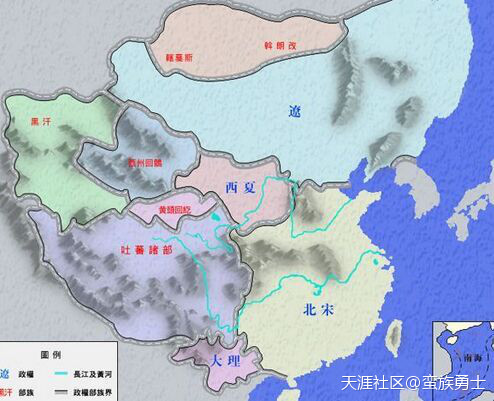 轄戛斯
斡朗改
遼
黑汗
西州回鶻
西夏
黄頭回紇
吐蕃諸部
北宋
大理
圖例
遼 政權
長江及黃河
黑汗 部族
政權部族界
南海
天涯社区@蛮族勇士